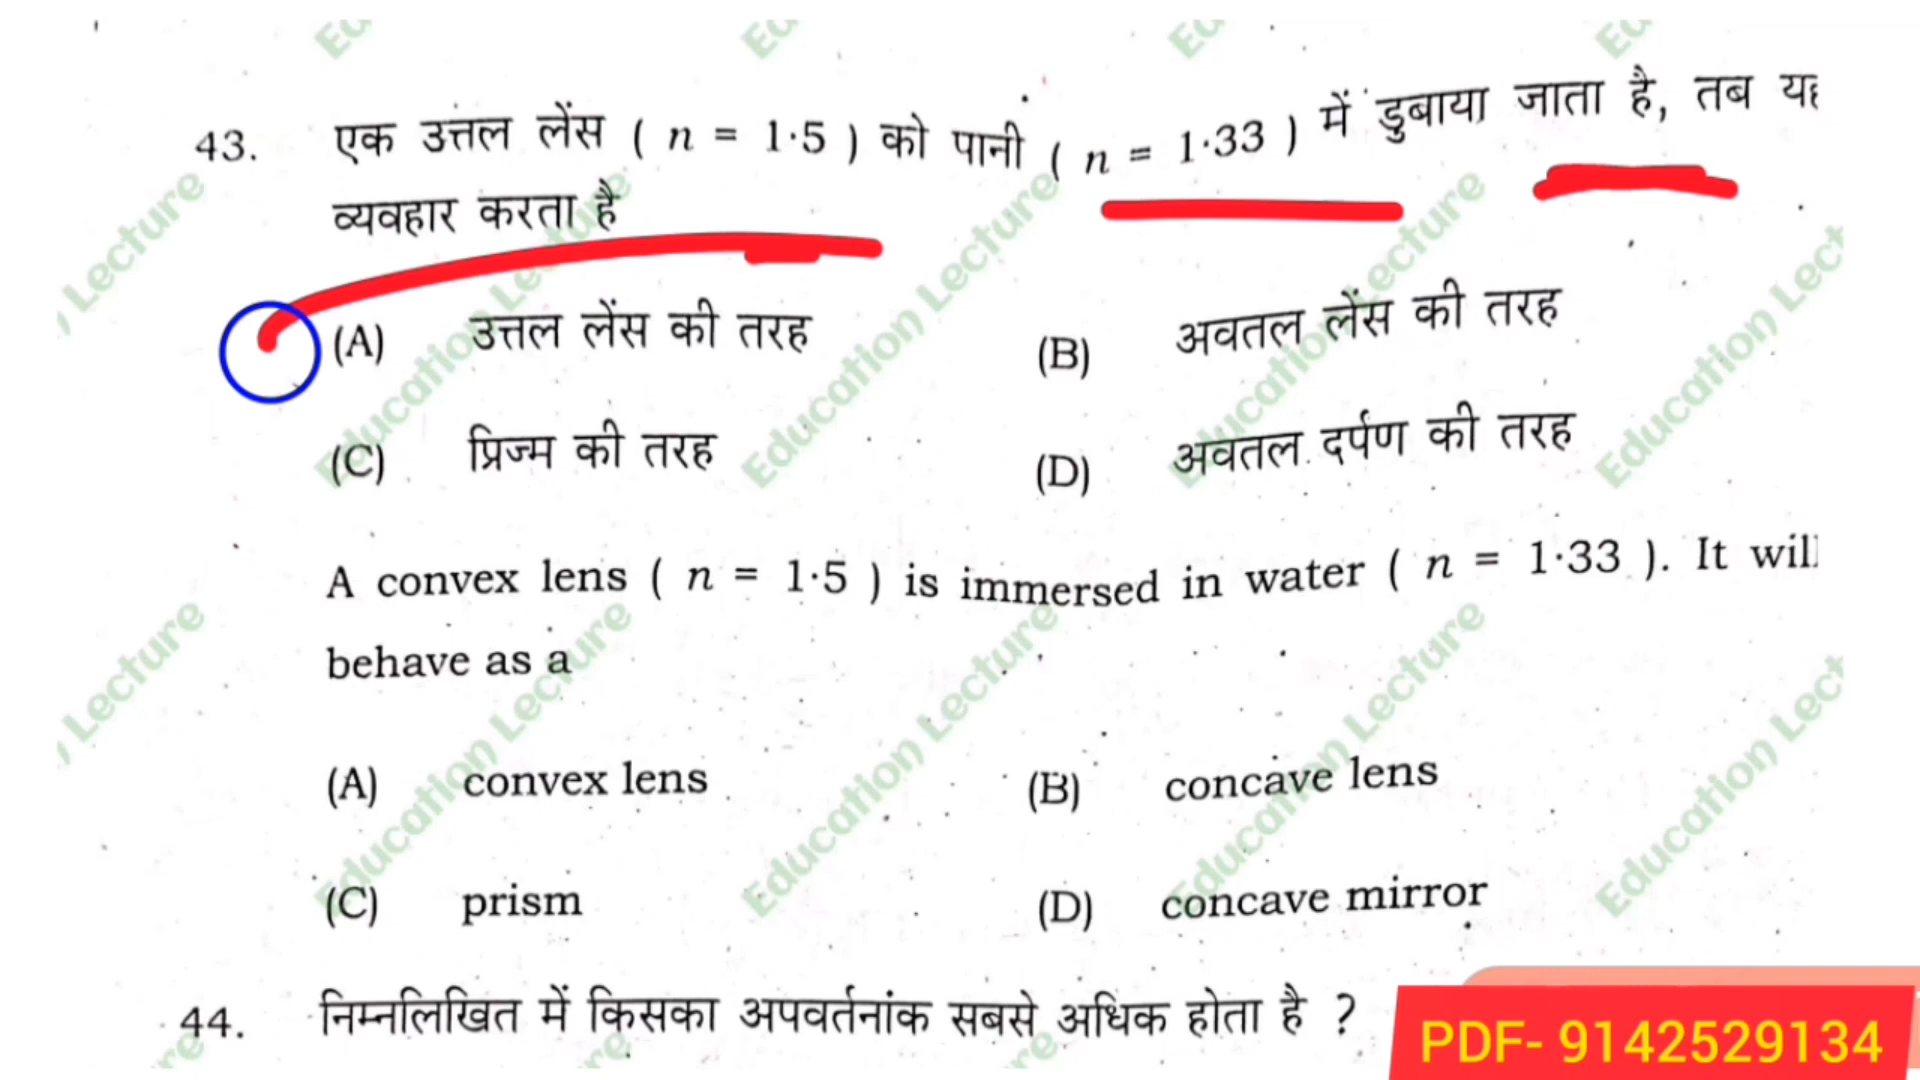 43. एक उत्तल लेंस ( n = 1·5 ) को पानी ( n = 1·33 ) में डुबाया जाता है, तब यह
व्यवहार करता है
(A) उत्तल लेंस की तरह (B) अवतल लेंस की तरह
(C) प्रिज्म की तरह (D) अवतल दर्पण की तरह
A convex lens ( n = 1·5 ) is immersed in water ( n = 1·33 ). It will
behave as a
(A) convex lens (B) concave lens
(C) prism (D) concave mirror
44. निम्नलिखित में किसका अपवर्तनांक सबसे अधिक होता है ?
PDF- 9142529134
Education Lecture